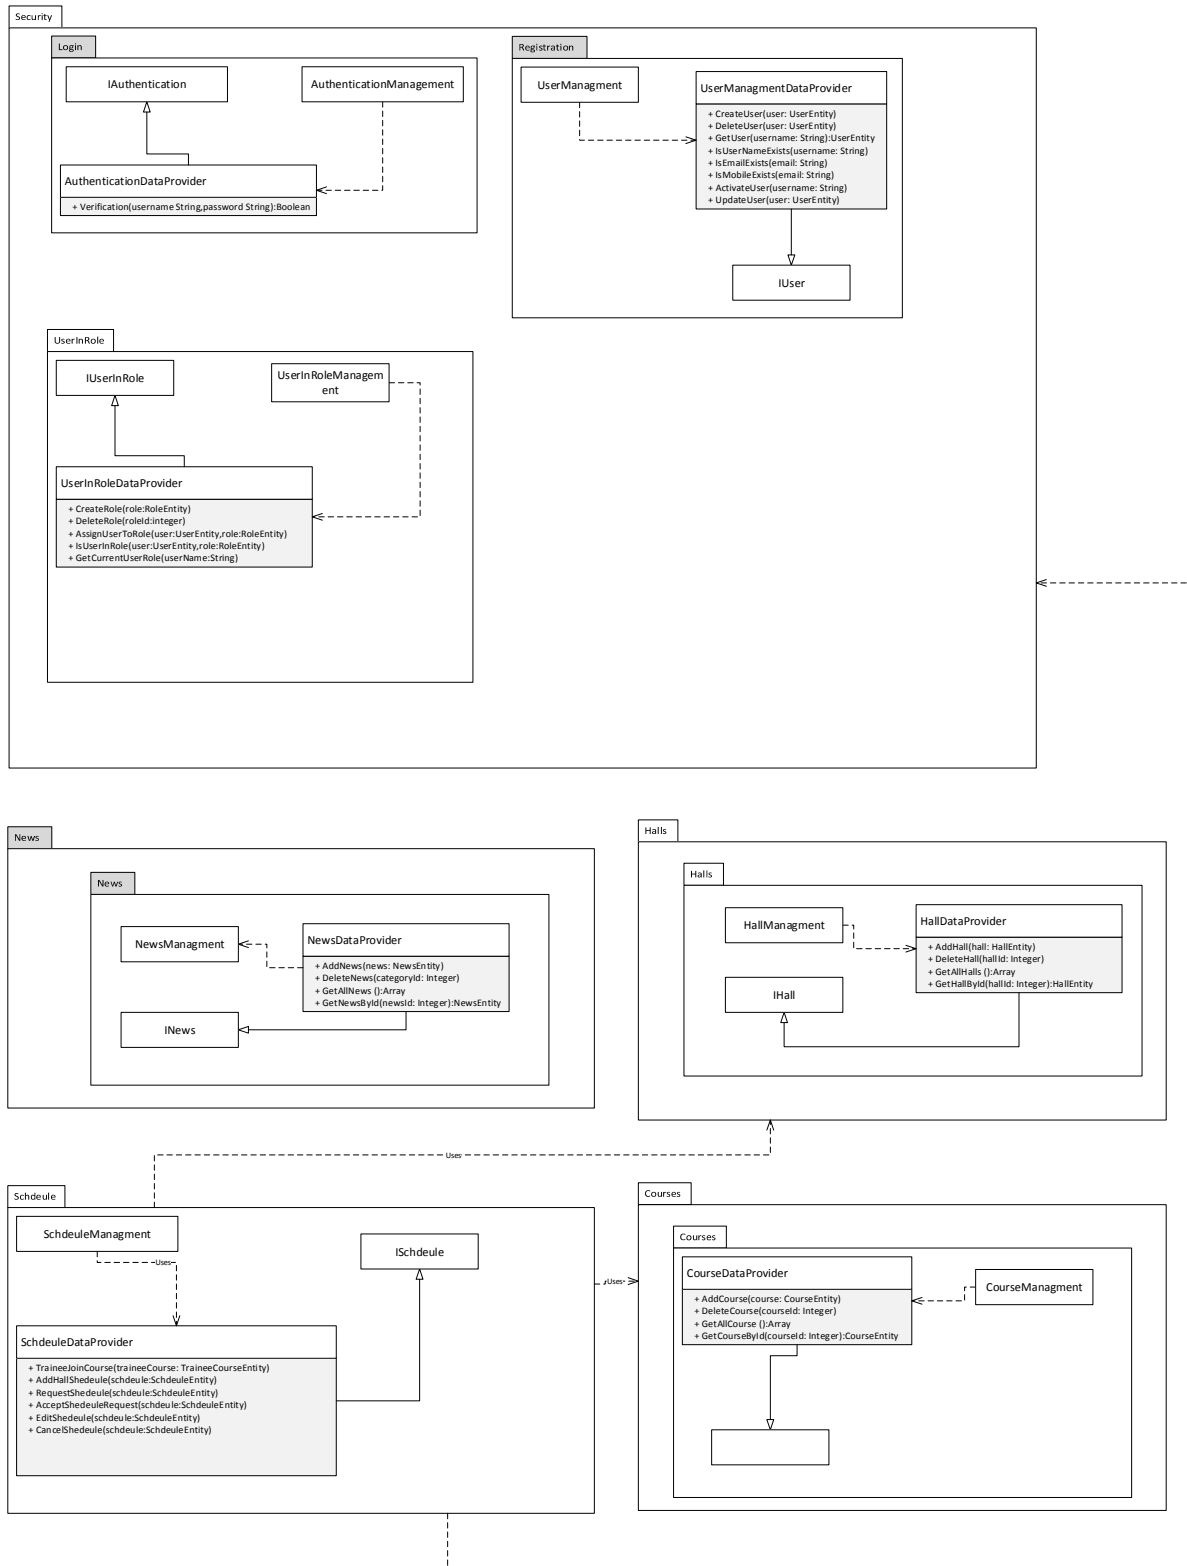 Security
Login
IAuthentication
AuthenticationManagement
AuthenticationDataProvider
+ Verification(username String,password String):Boolean
Registration
UserManagment
UserManagmentDataProvider
+ CreateUser(user: UserEntity)
+ DeleteUser(user: UserEntity)
+ GetUser(username: String):UserEntity
+ IsUserNameExists(username: String)
+ IsEmailExists(email: String)
+ IsMobileExists(email: String)
+ ActivateUser(username: String)
+ UpdateUser(user: UserEntity)
IUser
UserInRole
IUserInRole
UserInRoleManagem
ent
UserInRoleDataProvider
+ CreateRole(role:RoleEntity)
+ DeleteRole(roleId:integer)
+ AssignUserToRole(user:UserEntity,role:RoleEntity)
+ IsUserInRole(user:UserEntity,role:RoleEntity)
+ GetCurrentUserRole(userName:String)
News
News
NewsManagment
NewsDataProvider
+ AddNews(news: NewsEntity)
+ DeleteNews(categoryId: Integer)
+ GetAllNews ():Array
+ GetNewsById(newsId: Integer):NewsEntity
INews
Halls
Halls
HallManagment
HallDataProvider
+ AddHall(hall: HallEntity)
+ DeleteHall(hallId: Integer)
+ GetAllHalls ():Array
+ GetHallById(hallId: Integer):HallEntity
IHall
Uses
Schdeule
SchdeuleManagment
Uses
ISchdeule
SchdeuleDataProvider
+ TraineeJoinCourse(traineeCourse: TraineeCourseEntity)
+ AddHallShedeule(schdeule:SchdeuleEntity)
+ RequestShedeule(schdeule:SchdeuleEntity)
+ AcceptShedeuleRequest(schdeule:SchdeuleEntity)
+ EditShedeule(schdeule:SchdeuleEntity)
+ CancelShedeule(schdeule:SchdeuleEntity)
Uses
Courses
Courses
CourseDataProvider
+ AddCourse(course: CourseEntity)
+ DeleteCourse(courseId: Integer)
+ GetAllCourse ():Array
+ GetCourseById(courseId: Integer):CourseEntity
CourseManagment